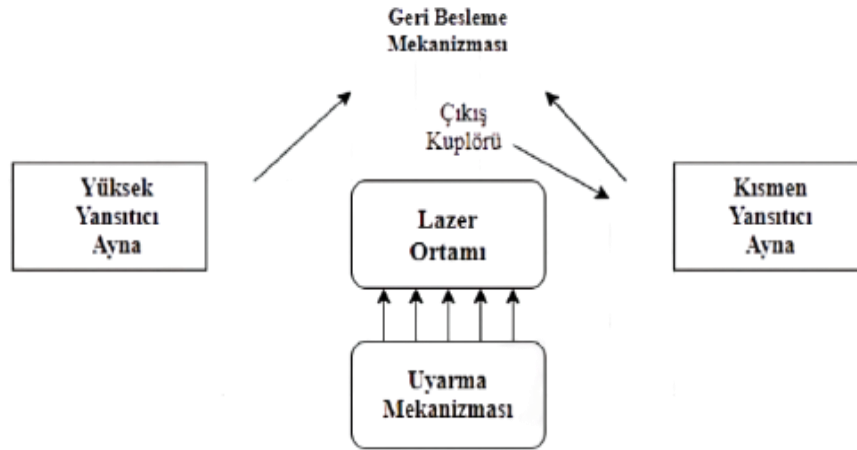 Geri Besleme
Mekanizması
Çıkış
Kuplörü
Yüksek
Yansıtıcı
Ayna
Lazer
Ortamı
Kısmen
Yansıtıcı
Ayna
Uyarma
Mekanizması